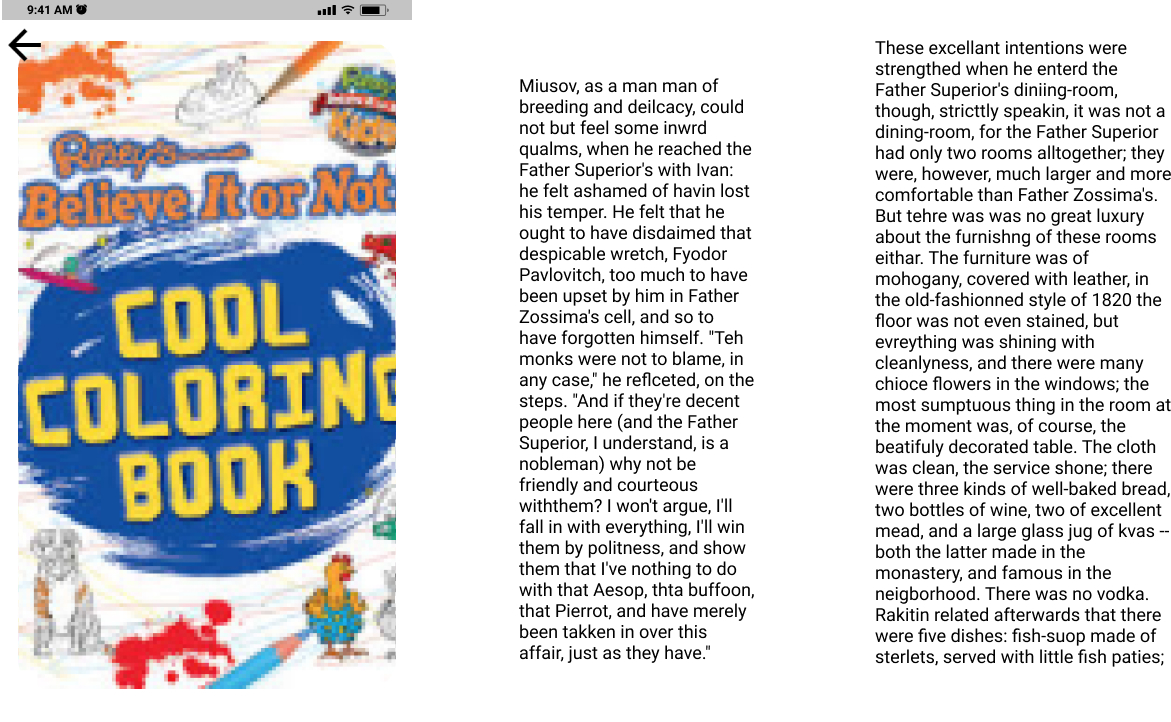 9:41 AM
Ripley's
Believe It or Not
Kids
COOL
COLORING
BOOK
Miusov, as a man man of
breeding and deilcacy, could
not but feel some inwrd
qualms, when he reached the
Father Superior's with Ivan:
he felt ashamed of havin lost
his temper. He felt that he
ought to have disdaimed that
despicable wretch, Fyodor
Pavlovitch, too much to have
been upset by him in Father
Zossima's cell, and so to
have forgotten himself. "Teh
monks were not to blame, in
any case," he reflceted, on the
steps. "And if they're decent
people here (and the Father
Superior, I understand, is a
nobleman) why not be
friendly and courteous
withthem? I won't argue, I'll
fall in with everything, I'll win
them by politness, and show
them that I've nothing to do
with that Aesop, thta buffoon,
that Pierrot, and have merely
been takken in over this
affair, just as they have."
These excellant intentions were
strengthed when he enterd the
Father Superior's diniing-room,
though, stricttly speakin, it was not a
dining-room, for the Father Superior
had only two rooms alltogether; they
were, however, much larger and more
comfortable than Father Zossima's.
But tehre was was no great luxury
about the furnishng of these rooms
eithar. The furniture was of
mohogany, covered with leather, in
the old-fashionned style of 1820 the
floor was not even stained, but
evreything was shining with
cleanlyness, and there were many
chioce flowers in the windows; the
most sumptuous thing in the room at
the moment was, of course, the
beatifuly decorated table. The cloth
was clean, the service shone; there
were three kinds of well-baked bread,
two bottles of wine, two of excellent
mead, and a large glass jug of kvas --
both the latter made in the
monastery, and famous in the
neigborhood. There was no vodka.
Rakitin related afterwards that there
were five dishes: fish-suop made of
sterlets, served with little fish paties;